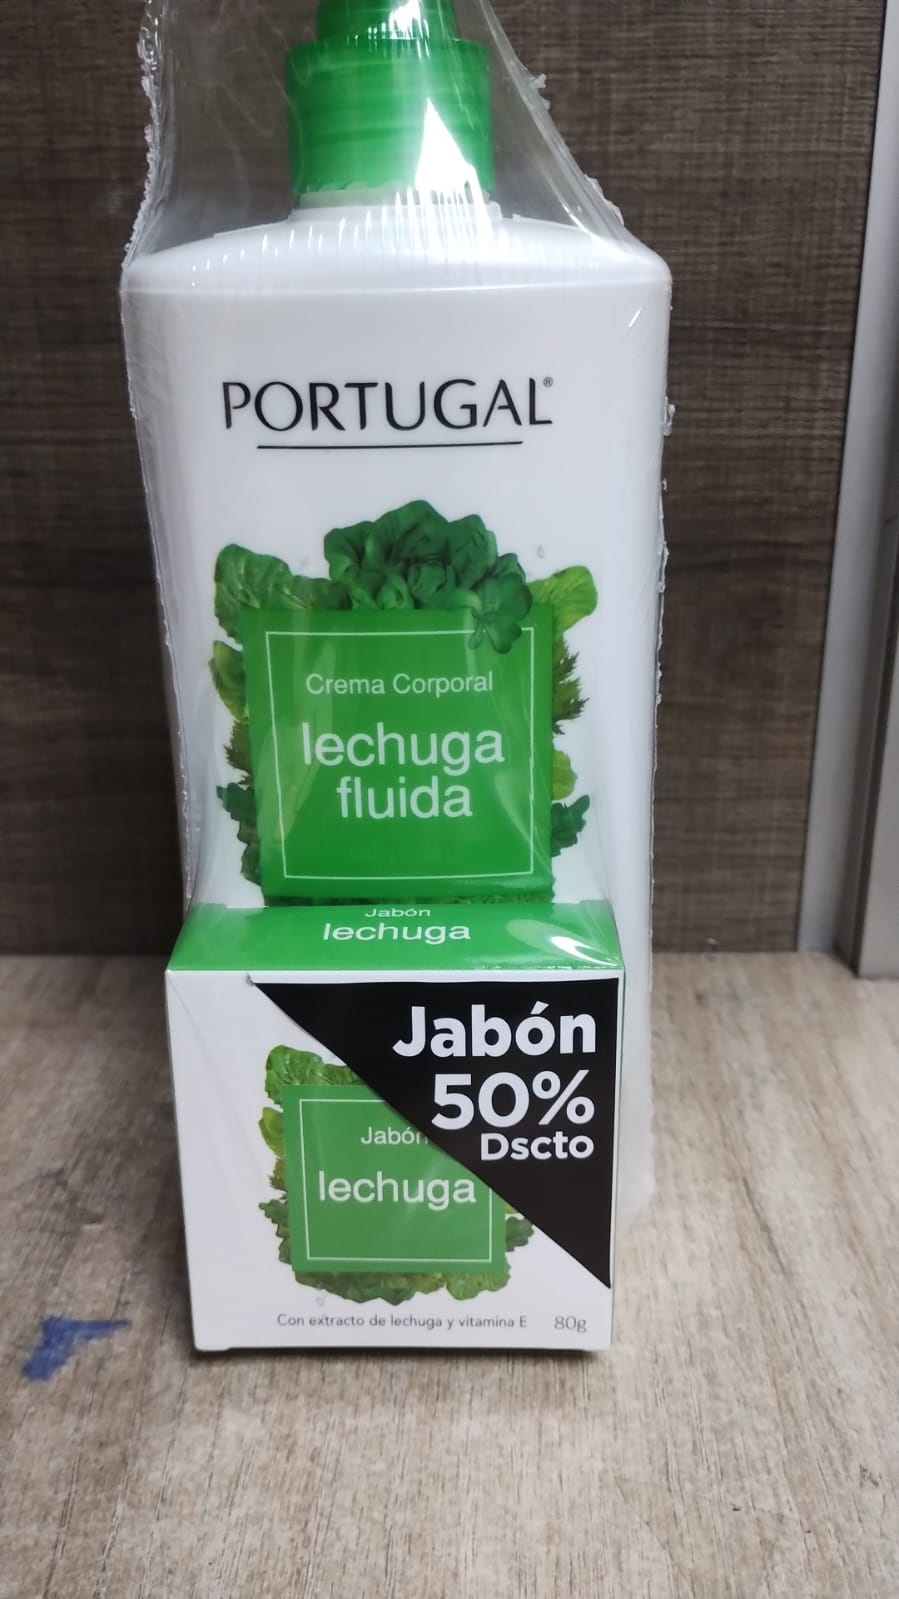 PORTUGAL®
Crema Corporal
lechuga
fluida
Jabón
lechuga
Jabón
50%
Dscto
Jabón
lechuga
Con extracto de lechuga y vitamina E 80g